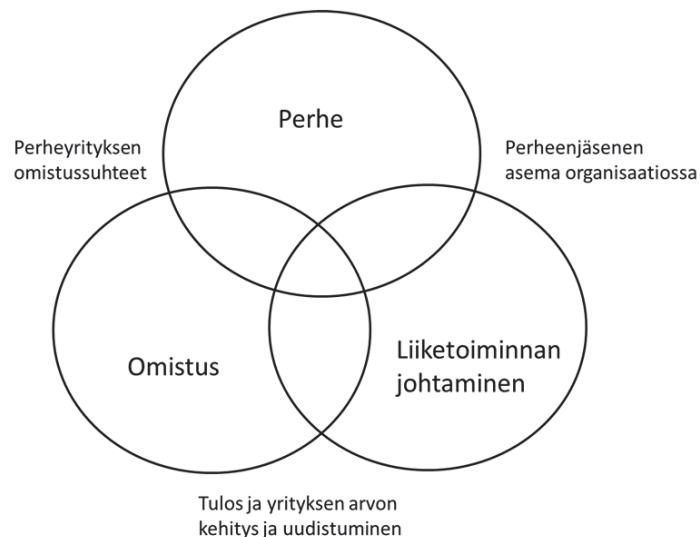 Perhe
Perheyrityksen
omistussuhteet
Perheenjäsenen
asema organisaatiossa
Omistus
Liiketoiminnan
johtaminen
Tulos ja yrityksen arvon
kehitys ja uudistuminen